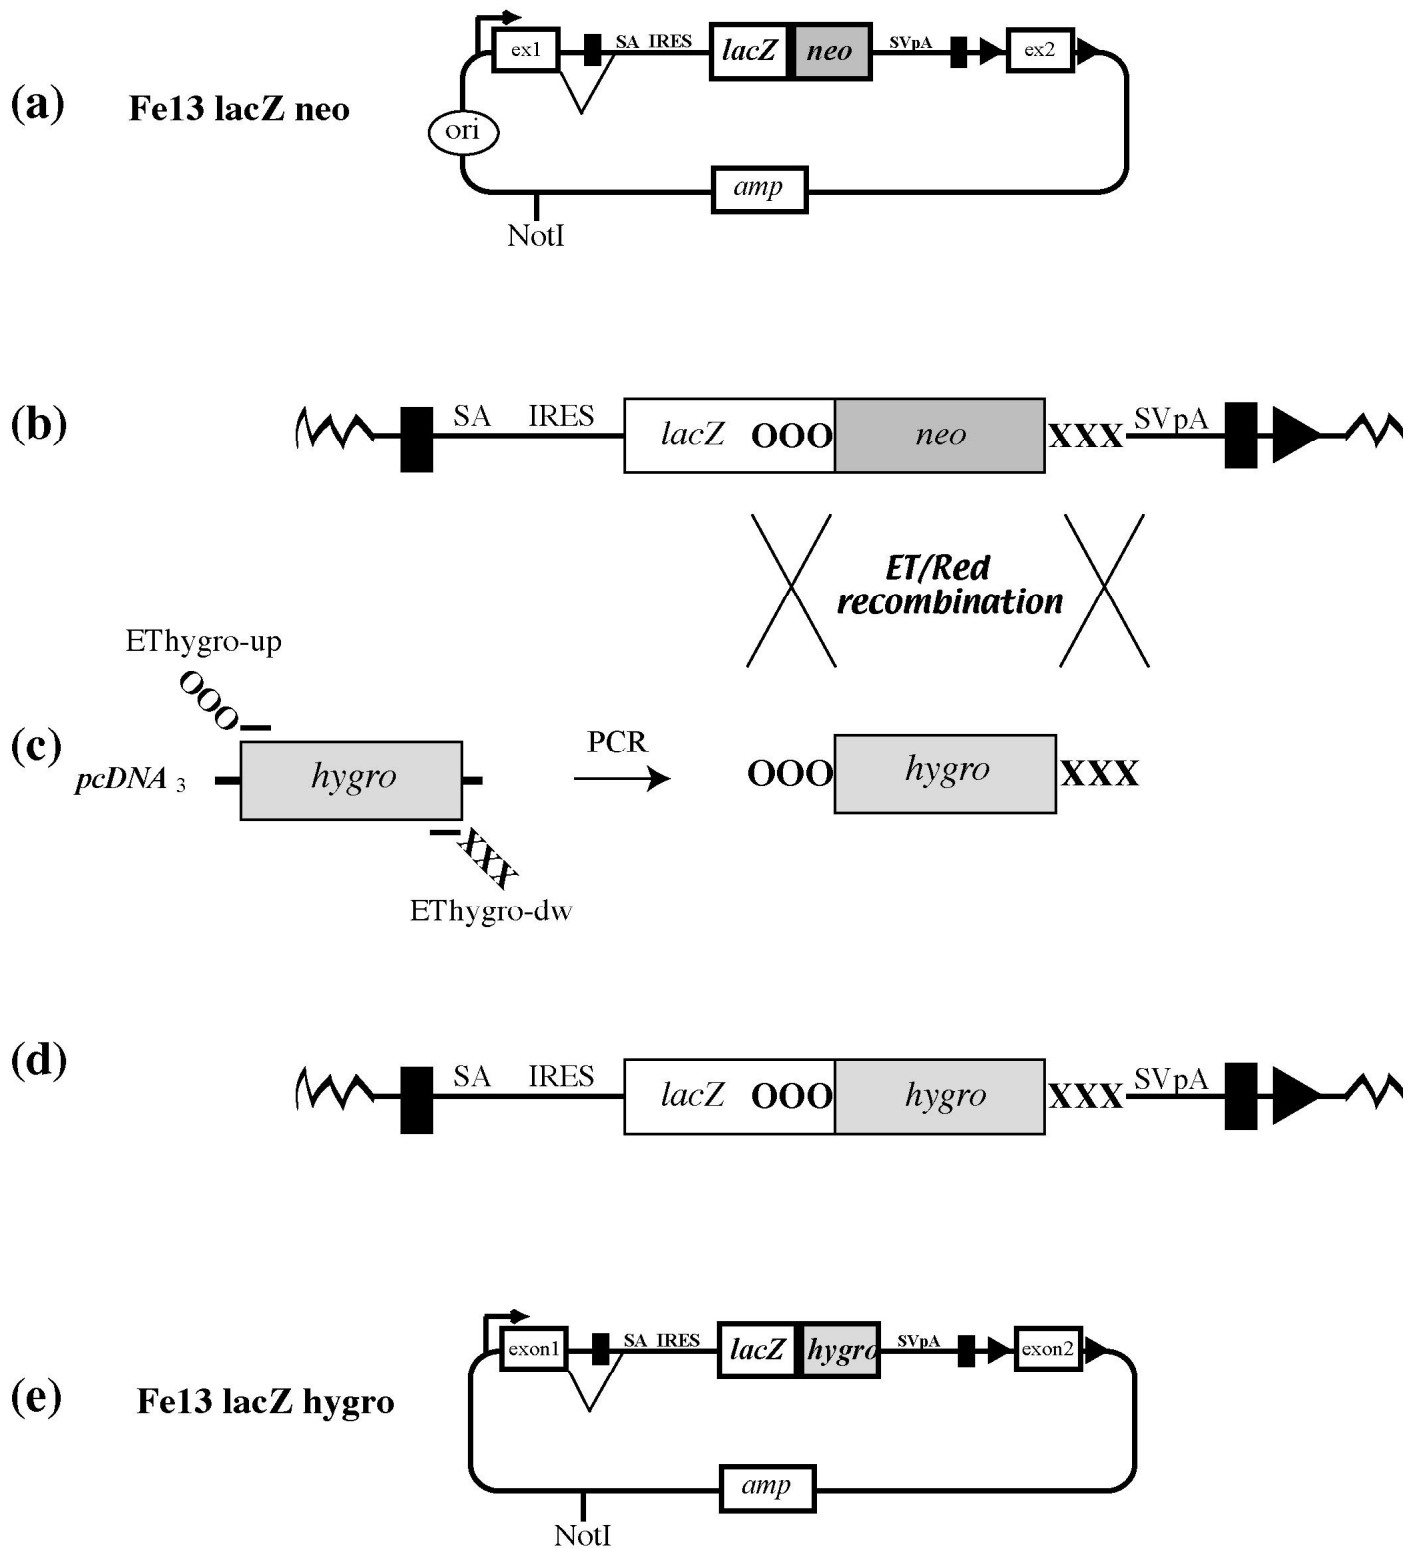 (a) Fe13 lacZ neo
ex1 SA IRES lacZ neo SVpA ex2
ori
amp
NotI
(b) SA IRES lacZ OOO neo XXX SVpA
ET/Red
recombination
EThygro-up
OOO
(c) pcDNA 3 hygro PCR OOO hygro XXX
XXX
EThygro-dw
(d) SA IRES lacZ OOO hygro XXX SVpA
exon1 SA IRES lacZ hygro SVpA exon2
(e) Fe13 lacZ hygro
amp
NotI